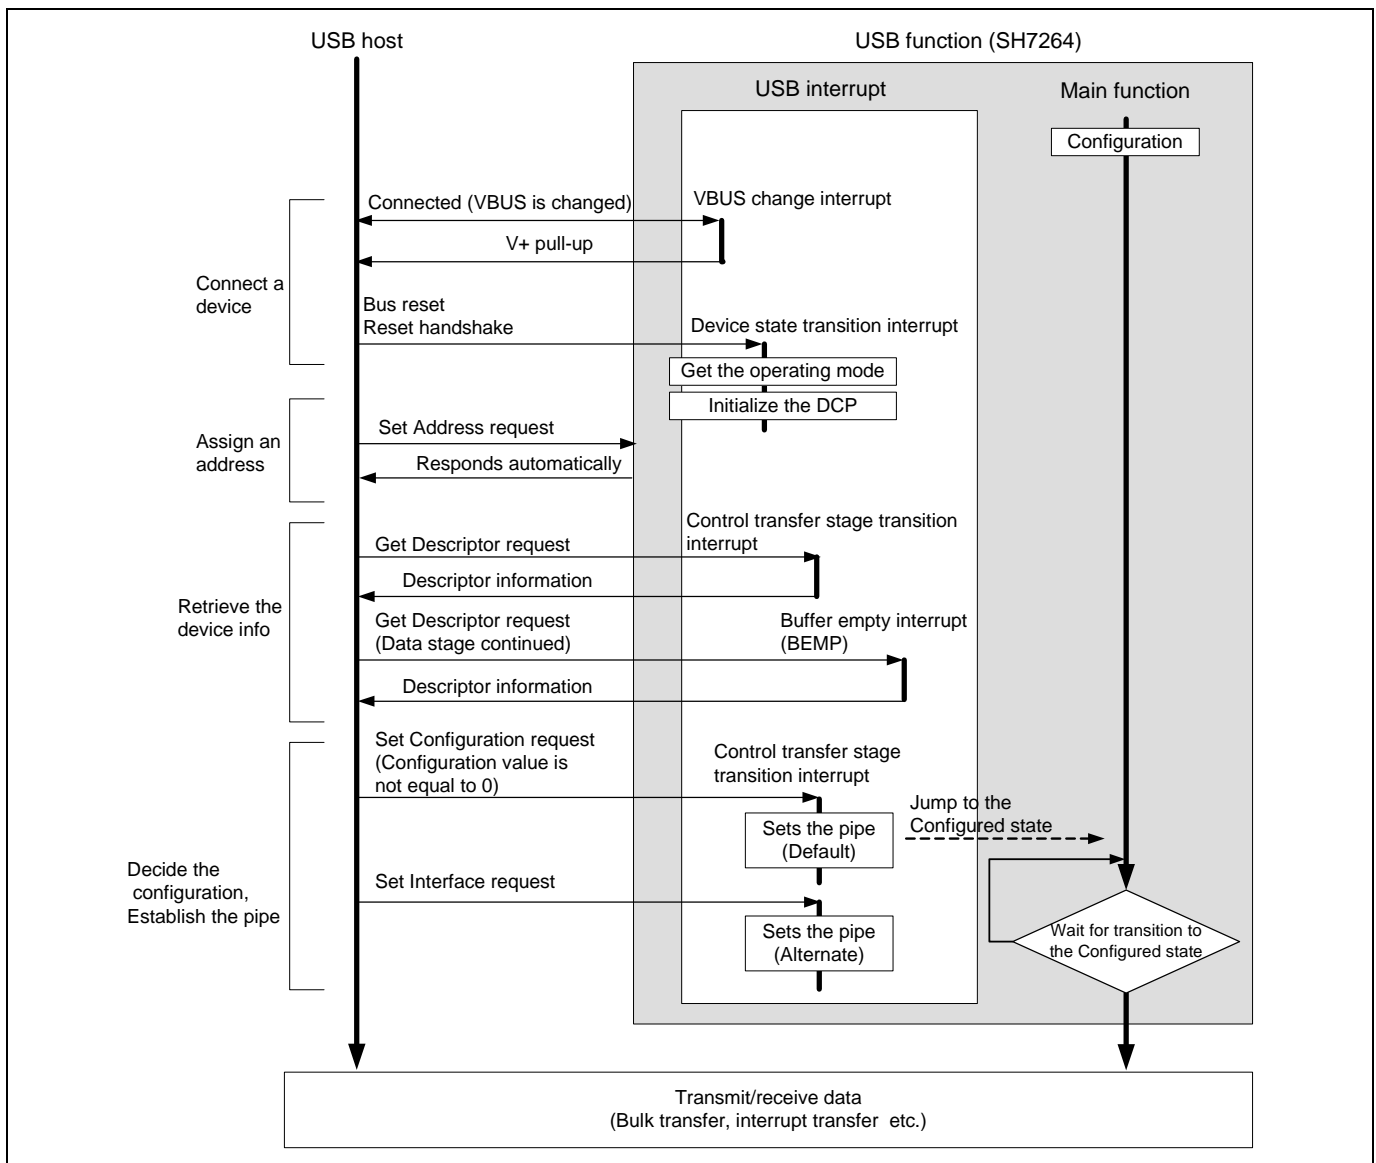 USB host
USB function (SH7264)
USB interrupt
Main function
Configuration
Connected (VBUS is changed)
VBUS change interrupt
V+ pull-up
Connect a
device
Bus reset
Reset handshake
Device state transition interrupt
Get the operating mode
Initialize the DCP
Assign an
address
Set Address request
Responds automatically
Control transfer stage transition
interrupt
Get Descriptor request
Descriptor information
Retrieve the
device info
Get Descriptor request
(Data stage continued)
Buffer empty interrupt
(BEMP)
Descriptor information
Set Configuration request
(Configuration value is
not equal to 0)
Control transfer stage
transition interrupt
Jump to the
Configured state
Sets the pipe
(Default)
Decide the
configuration,
Establish the pipe
Set Interface request
Sets the pipe
(Alternate)
Wait for transition to
the Configured state
Transmit/receive data
(Bulk transfer, interrupt transfer etc.)